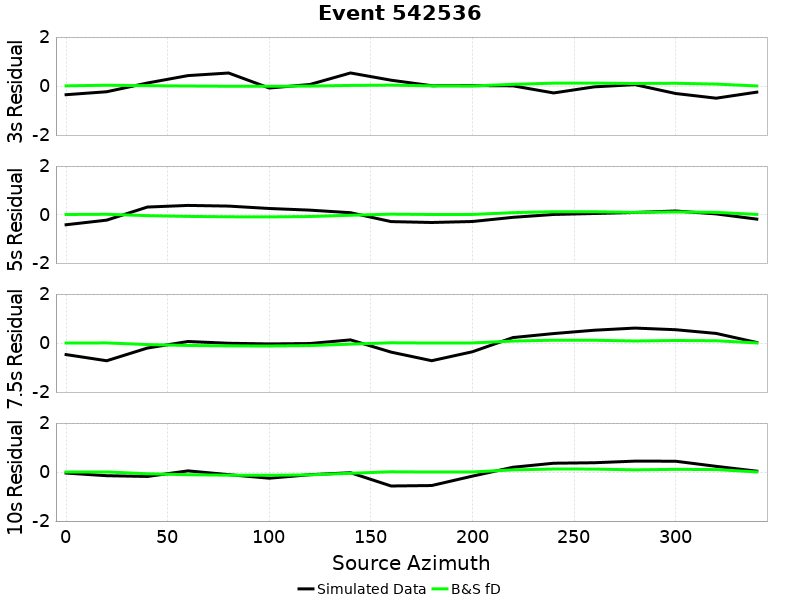 Event 542536
3s Residual
2
0
-2
5s Residual
2
0
-2
7.5s Residual
2
0
-2
10s Residual
2
0
-2
0 50 100 150 200 250 300
Source Azimuth
Simulated Data B&S fD